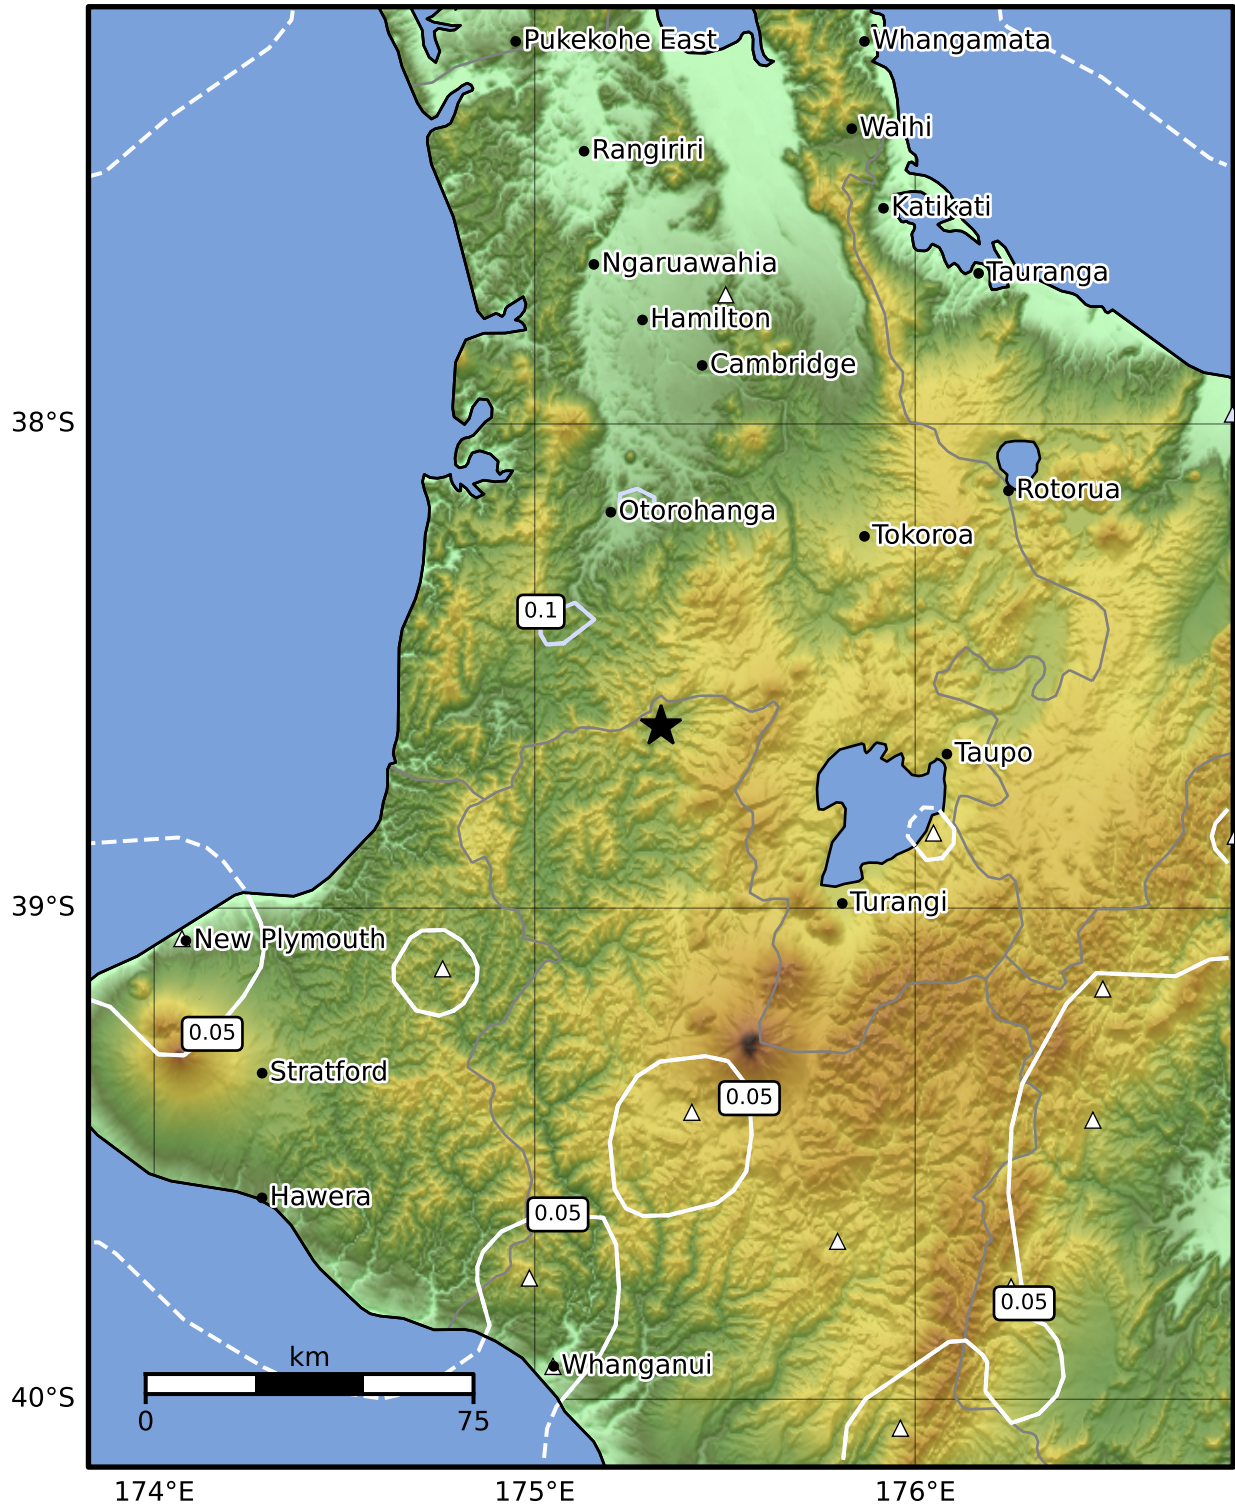 Pukekohe East
Whangamata
Waihi
Rangiriri
Katikati
Ngaruawahia
Tauranga
Hamilton
Cambridge
38°S
Rotorua
Otorohanga
Tokoroa
0.1
Taupo
Turangi
39°S
New Plymouth
0.05
Stratford
0.05
Hawera
0.05
0.05
km
Whanganui
40°S
0
75
174°E
175°E
176°E